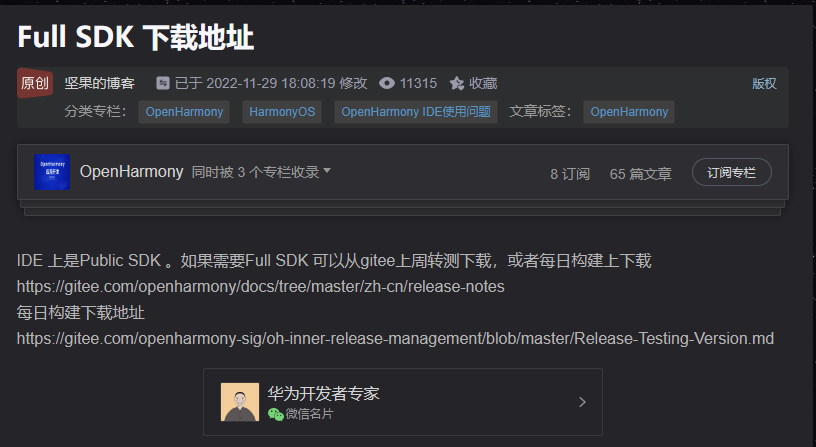 Full SDK 下载地址
原创 坚果的博客 已于 2022-11-29 18:08:19 修改 11315 收藏 版权
分类专栏： OpenHarmony HarmonyOS OpenHarmony IDE使用问题 文章标签： OpenHarmony
OpenHarmony 同时被 3 个专栏收录 8 订阅 65 篇文章 订阅专栏
IDE 上是Public SDK 。如果需要Full SDK 可以从gitee上周转测下载，或者每日构建上下载
https://gitee.com/openharmony/docs/tree/master/zh-cn/release-notes
每日构建下载地址
https://gitee.com/openharmony-sig/oh-inner-release-management/blob/master/Release-Testing-Version.md
华为开发者专家
微信名片